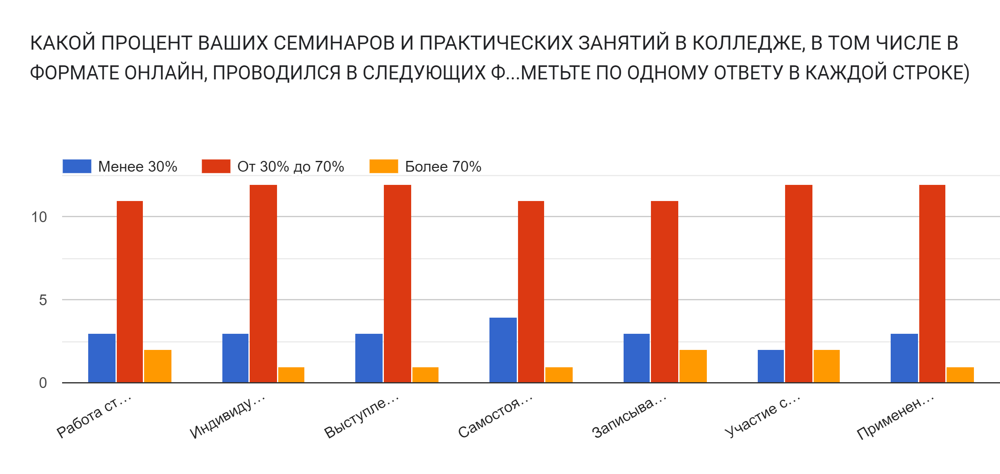 КАКОЙ ПРОЦЕНТ ВАШИХ СЕМИНАРОВ И ПРАКТИЧЕСКИХ ЗАНЯТИЙ В КОЛЛЕДЖЕ, В ТОМ ЧИСЛЕ В
ФОРМАТЕ ОНЛАЙН, ПРОВОДИЛСЯ В СЛЕДУЮЩИХ Ф...МЕТЬТЕ ПО ОДНОМУ ОТВЕТУ В КАЖДОЙ СТРОКЕ)
Менее 30% От 30% до 70% Более 70%
10
5
0
Работа ст...
Индивиду...
Выступле...
Самостоя...
Записыва...
Участие с...
Применен...